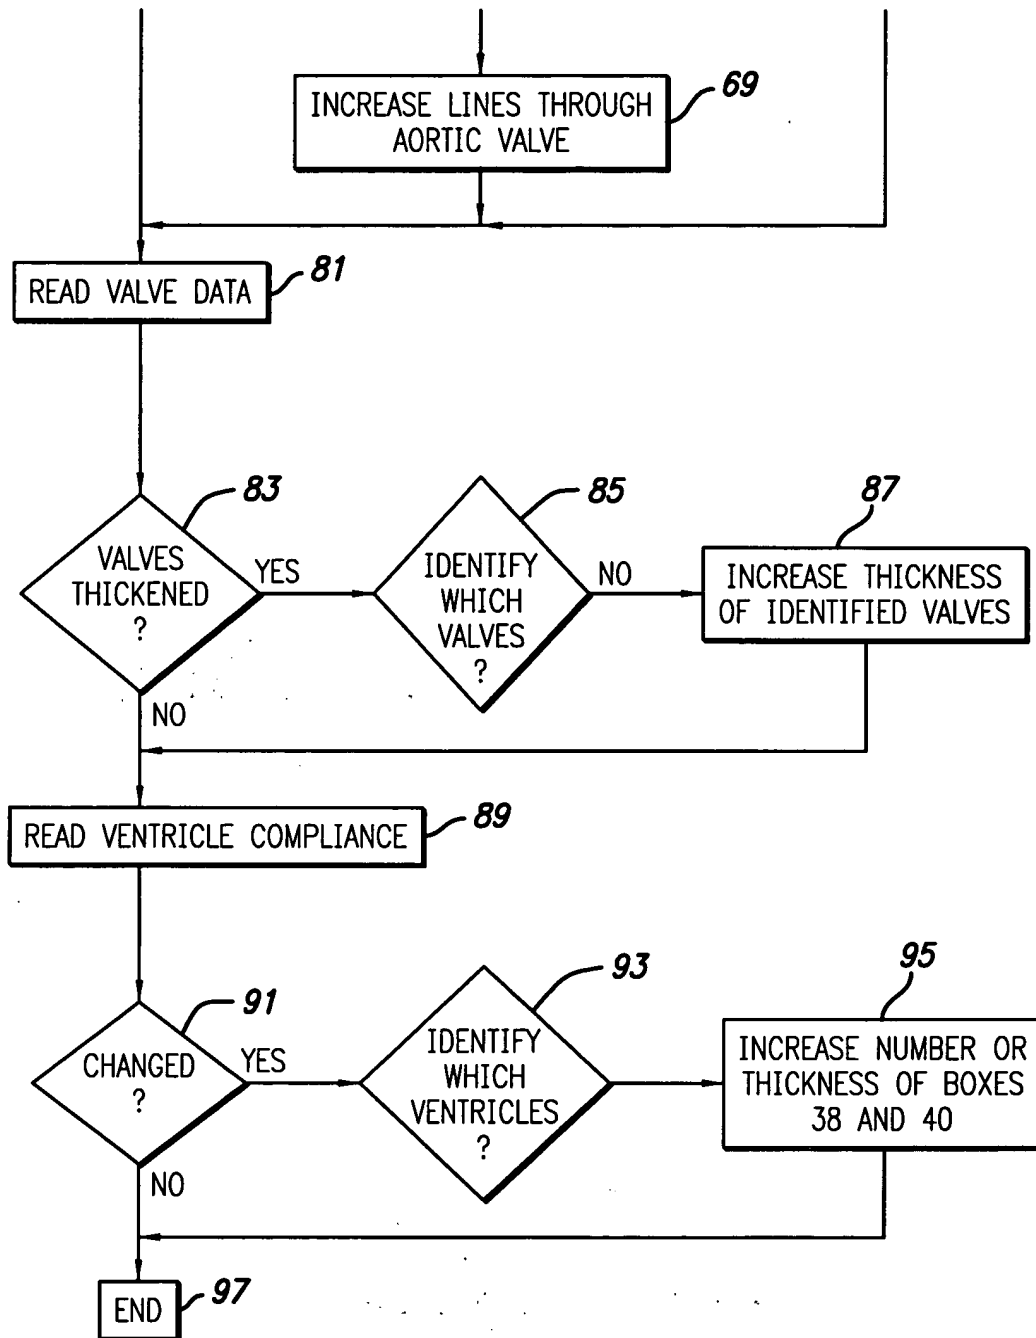 INCREASE LINES THROUGH
AORTIC VALVE
69
READ VALVE DATA
81
VALVES
THICKENED
?
83
YES
NO
IDENTIFY
WHICH
VALVES
?
85
NO
INCREASE THICKNESS
OF IDENTIFIED VALVES
87
READ VENTRICLE COMPLIANCE
89
CHANGED
?
91
YES
NO
IDENTIFY
WHICH
VENTRICLES
?
93
INCREASE NUMBER OR
THICKNESS OF BOXES
38 AND 40
95
END
97